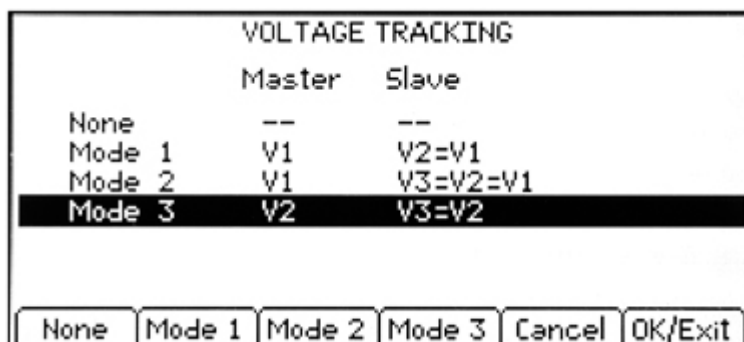 VOLTAGE TRACKING
Master Slave
None -- --
Mode 1 V1 V2=V1
Mode 2 V1 V3=V2=V1
Mode 3 V2 V3=V2
None Mode 1 Mode 2 Mode 3 Cancel OK/Exit